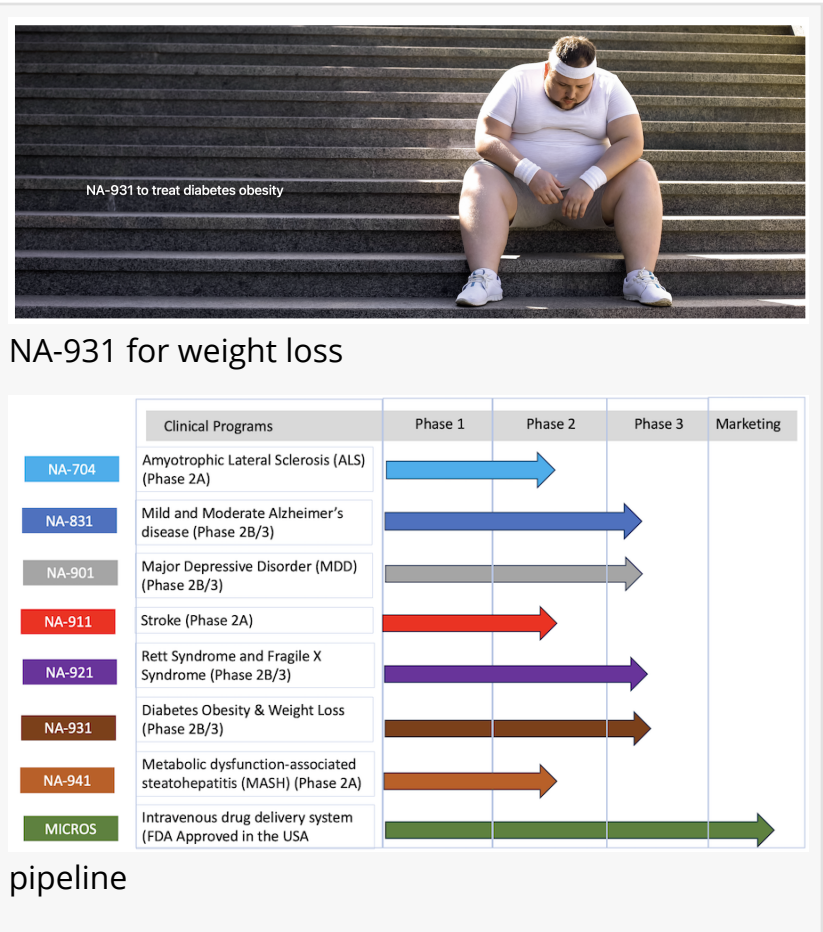 NA-931 to treat diabetes obesity
NA-931 for weight loss
Clinical Programs Phase 1 Phase 2 Phase 3 Marketing
NA-704
Amyotrophic Lateral Sclerosis (ALS)
(Phase 2A)
NA-831
Mild and Moderate Alzheimer's
disease (Phase 2B/3)
NA-901
Major Depressive Disorder (MDD)
(Phase 2B/3)
NA-911
Stroke (Phase 2A)
NA-921
Rett Syndrome and Fragile X
Syndrome (Phase 2B/3)
NA-931
Diabetes Obesity & Weight Loss
(Phase 2B/3)
NA-941
Metabolic dysfunction-associated
steatohepatitis (MASH) (Phase 2A)
MICROS
Intravenous drug delivery system
(FDA Approved in the USA
pipeline